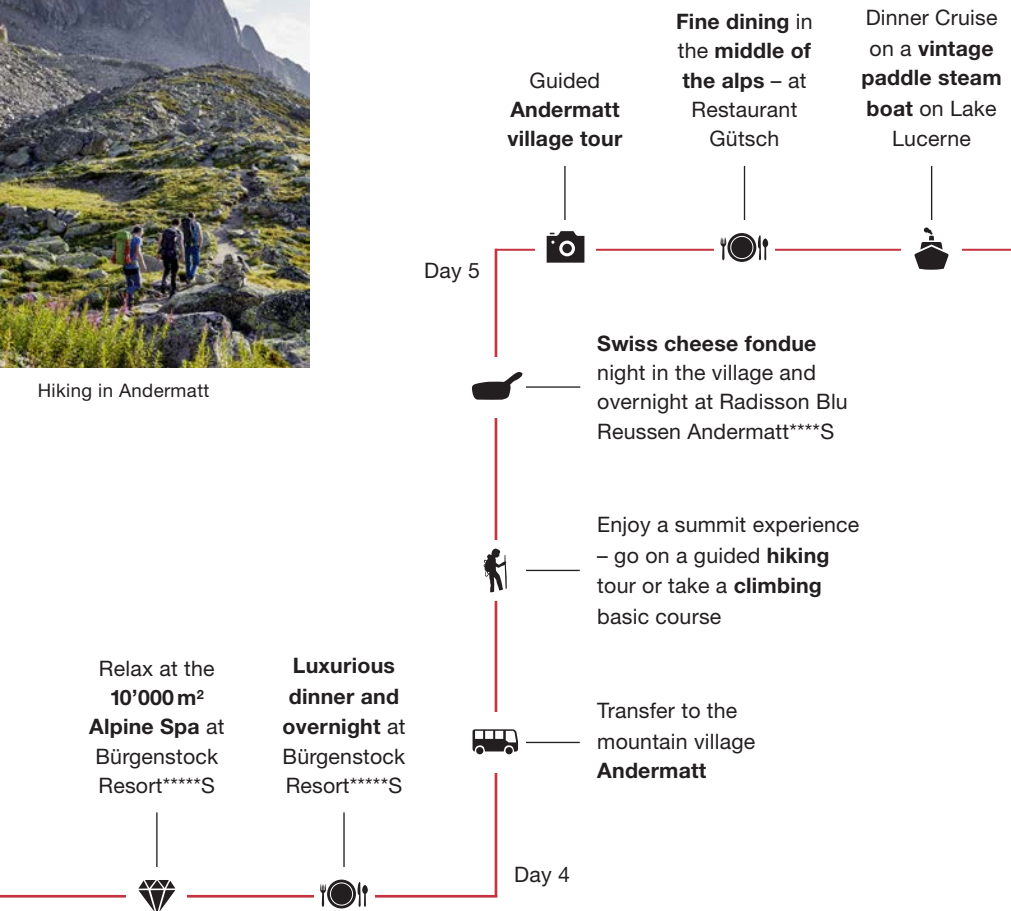 Hiking in Andermatt
Relax at the
10’000 m²
Alpine Spa at
Bürgenstock
Resort*****S
Luxurious
dinner and
overnight at
Bürgenstock
Resort*****S
Day 4
Transfer to the
mountain village
Andermatt
Enjoy a summit experience
– go on a guided hiking
tour or take a climbing
basic course
Swiss cheese fondue
night in the village and
overnight at Radisson Blu
Reussen Andermatt****S
Day 5
Guided
Andermatt
village tour
Fine dining in
the middle of
the alps – at
Restaurant
Gütsch
Dinner Cruise
on a vintage
paddle steam
boat on Lake
Lucerne